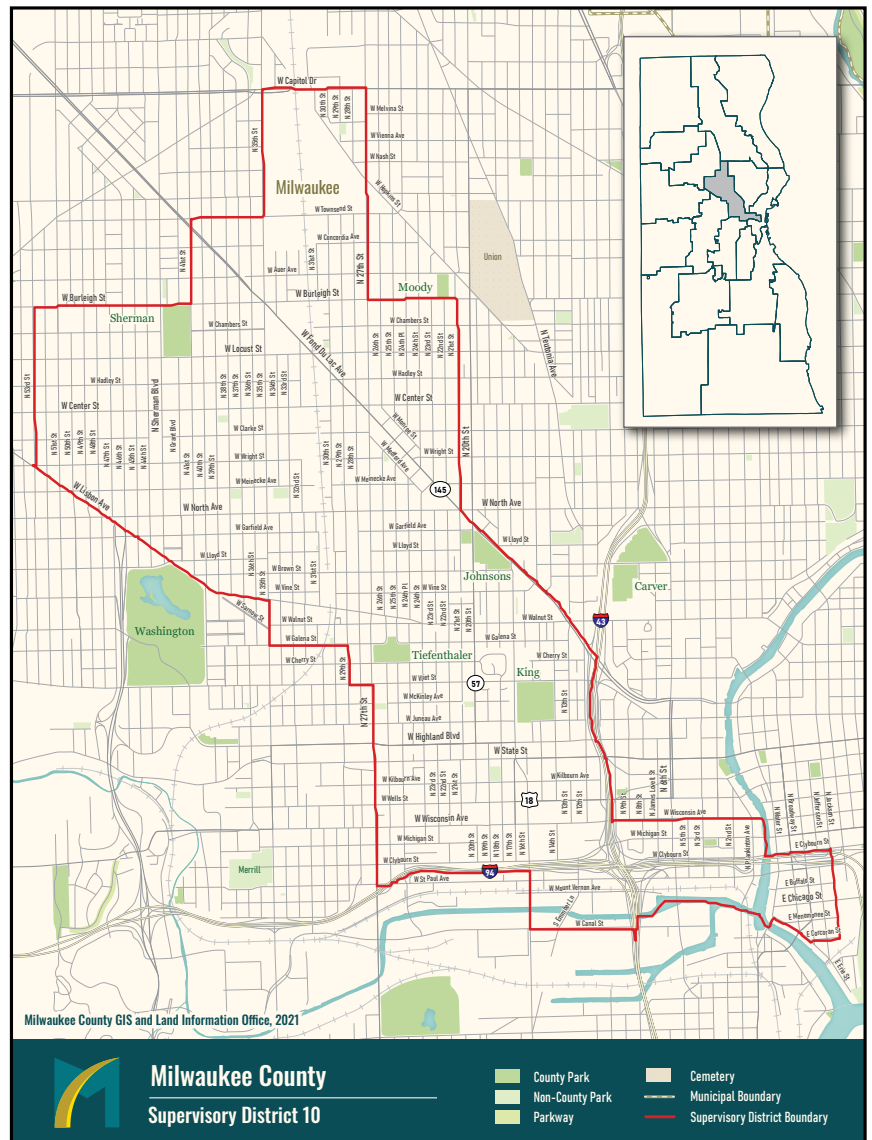 W Capitol Dr
N 30th St
N 29th St
N 28th St
W Melvina St
N 35th St
W Vienna Ave
W Nash St
Milwaukee
W Hopkins St
W Townsend St
W Concordia Ave
N 41st St
N 31st St
W Auer Ave
N 27th St
Union
W Burleigh St
W Burleigh St
Moody
Sherman
W Chambers St
W Chambers St
W Fond Du Lac Ave
N 26th St
N 25th St
N 24th Pl
N 24th St
N 23rd St
N 22nd St
N 21st St
N Teutonia Ave
W Locust St
N 53rd St
W Hadley St
N 38th St
N 37th St
N 36th St
N 35th St
N 34th St
N 33rd St
W Hadley St
W Center St
N Sherman Blvd
N Grant Blvd
W Center St
W Monroe St
W Clarke St
N 51st St
N 50th St
N 49th St
N 48th St
N 47th St
N 46th St
N 45th St
N 44th St
N 41st St
N 40th St
N 39th St
W Wright St
N 30th St
N 29th St
N 28th St
W Medford Ave
W Wright St
N 20th St
W Meinecke Ave
N 32nd St
W Meinecke Ave
W Lisbon Ave
145
W North Ave
W North Ave
W Garfield Ave
W Garfield Ave
W Lloyd St
W Lloyd St
W Lloyd St
N 36th St
N 35th St
W Brown St
N 31st St
W Vine St
Johnsons
Carver
N 26th St
N 25th St
N 24th Pl
N 24th St
W Vine St
N 23rd St
N 22nd St
N 21st St
N 20th St
W Sarnow St
W Walnut St
W Walnut St
43
Washington
W Galena St
W Galena St
W Cherry St
Tiefenthaler
W Cherry St
N 29th St
W Vliet St
57
King
N 27th St
W McKinley Ave
N 13th St
W Juneau Ave
W Highland Blvd
W State St
W Kilbourn Ave
N 23rd St
N 22nd St
N 21st St
W Kilbourn Ave
W Wells St
18
N 13th St
N 12th St
N 9th St
N 8th St
N James Lovell St
N 6th St
W Wisconsin Ave
W Wisconsin Ave
N Water St
N Broadway St
N Jefferson St
N Jackson St
W Michigan St
N 20th St
N 19th St
N 18th St
N 17th St
N 16th St
N 14th St
W Michigan St
N 5th St
N 3rd St
N 2nd St
N Plankinton Ave
E Clybourn St
W Clybourn St
W Clybourn St
94
Merrill
W St Paul Ave
W Mount Vernon Ave
E Buffalo St
E Chicago St
S Emmber Ln
W Canal St
E Menomonee St
E Corcoran St
E Erie St
Milwaukee County GIS and Land Information Office, 2021
Milwaukee County
Supervisory District 10
County Park
Non-County Park
Parkway
Cemetery
Municipal Boundary
Supervisory District Boundary